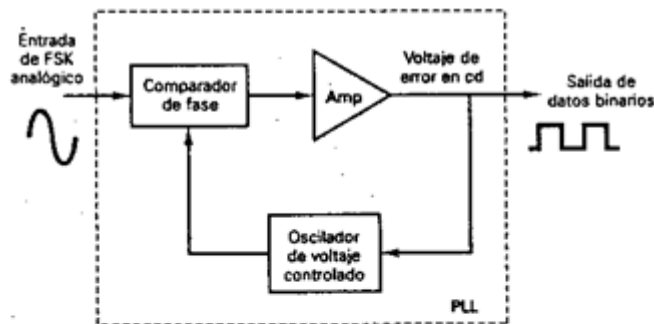 Entrada
de FSK
analógico
Comparador
de fase
Amp
Voltaje de
error en cd
Salida de
datos binarios
Oscilador
de voltaje
controlado
PLL